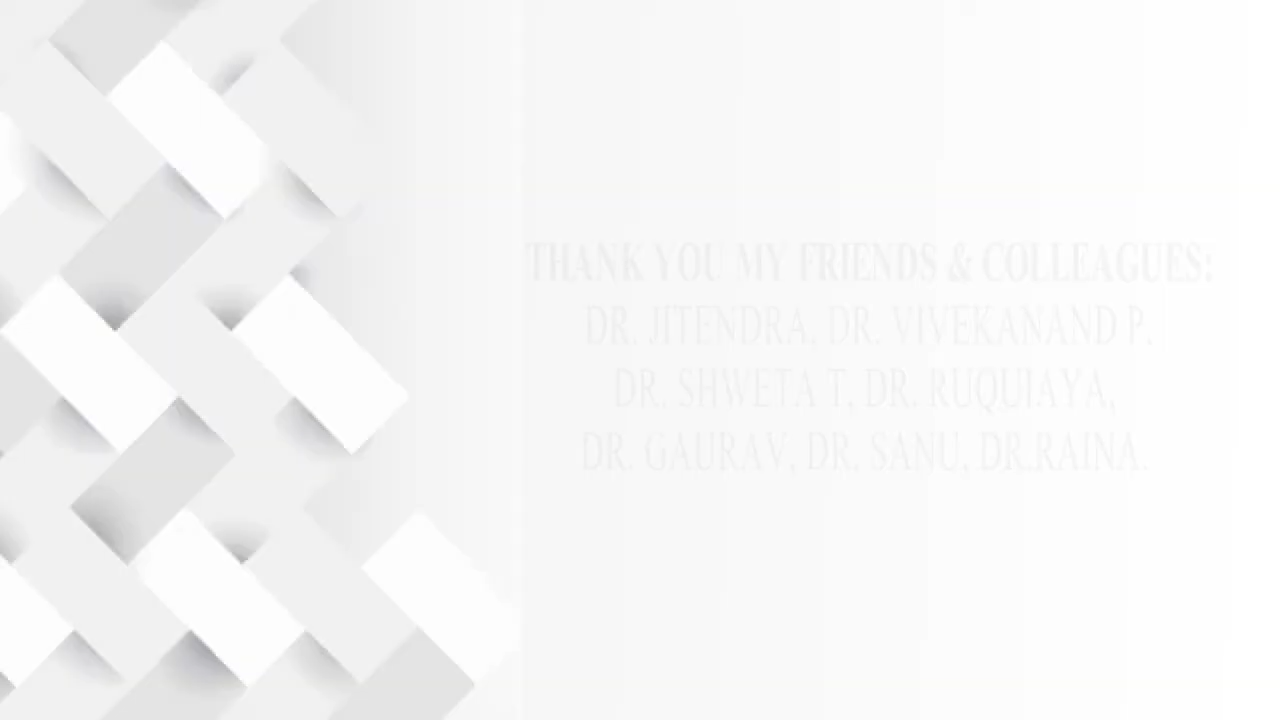 THANK YOU MY FRIENDS & COLLEAGUES:
DR. JITENDRA, DR. VIVEKANAND P,
DR. SHWETA T, DR. RUQUIAYA,
DR. GAURAV, DR. SANU, DR.RAINA.